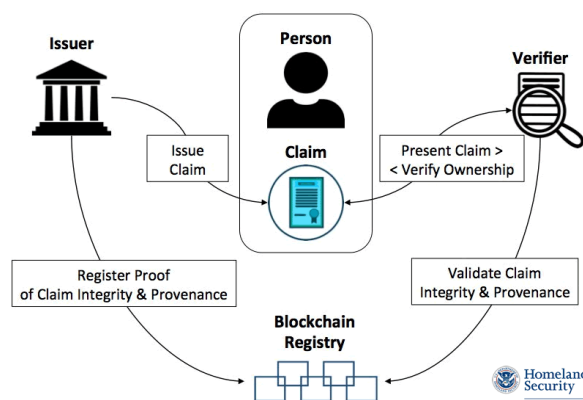 Person
Issuer
Verifier
Issue
Claim
Claim
Present Claim >
< Verify Ownership
Register Proof
of Claim Integrity & Provenance
Validate Claim
Integrity & Provenance
Blockchain
Registry
Homeland
Security